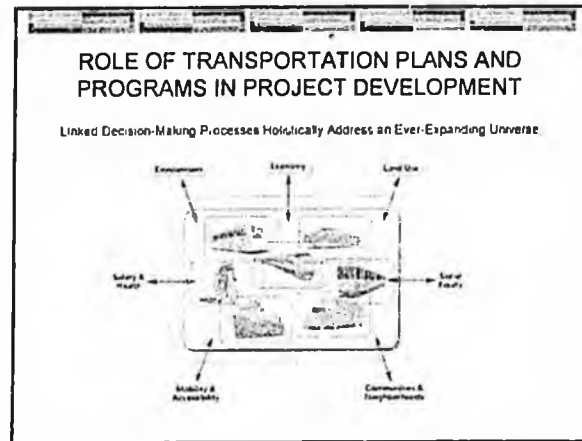 ROLE OF TRANSPORTATION PLANS AND
PROGRAMS IN PROJECT DEVELOPMENT
Linked Decision-Making Processes Holistically Address an Ever-Expanding Universe
Environment
Economy
Land Use
Safety &
Health
Social
Equity
Mobility &
Accessibility
Communities &
Neighborhoods